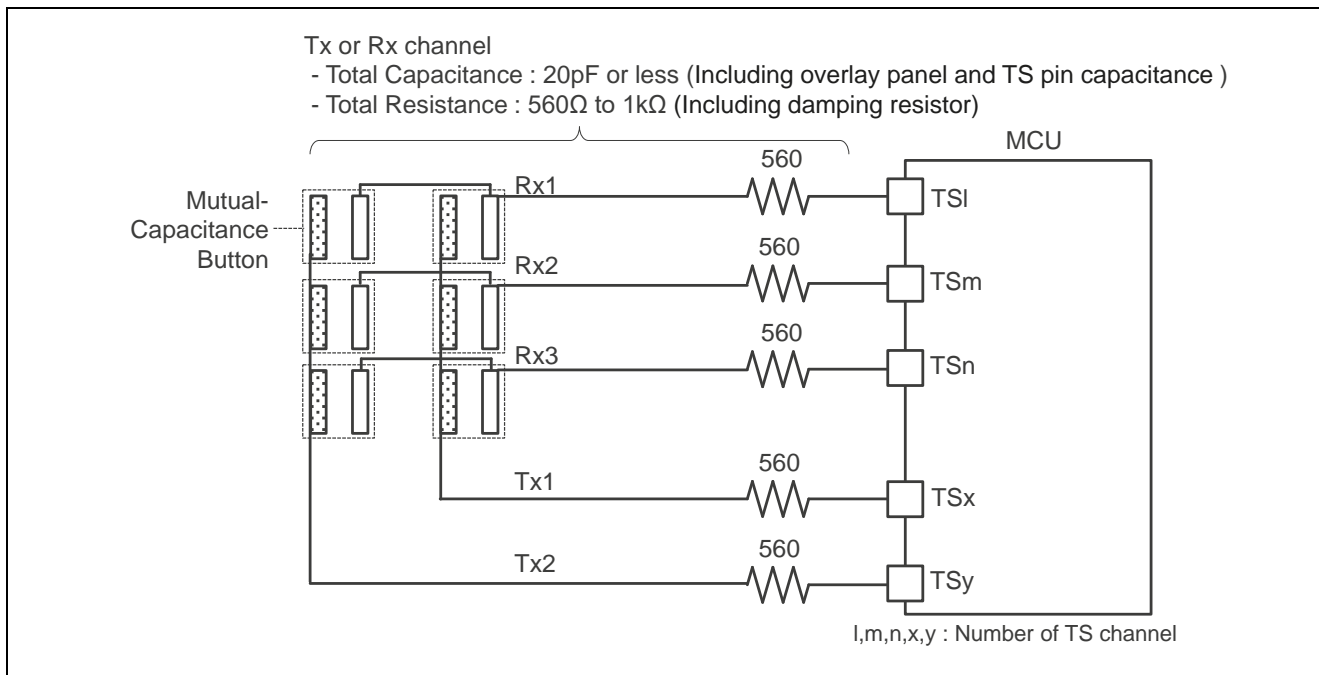 Tx or Rx channel
- Total Capacitance : 20pF or less (Including overlay panel and TS pin capacitance )
- Total Resistance : 560Ω to 1kΩ (Including damping resistor)
MCU
560
Rx1
TSl
Mutual-
Capacitance
Button
560
Rx2
TSm
560
Rx3
TSn
560
Tx1
TSx
560
Tx2
TSy
l,m,n,x,y : Number of TS channel